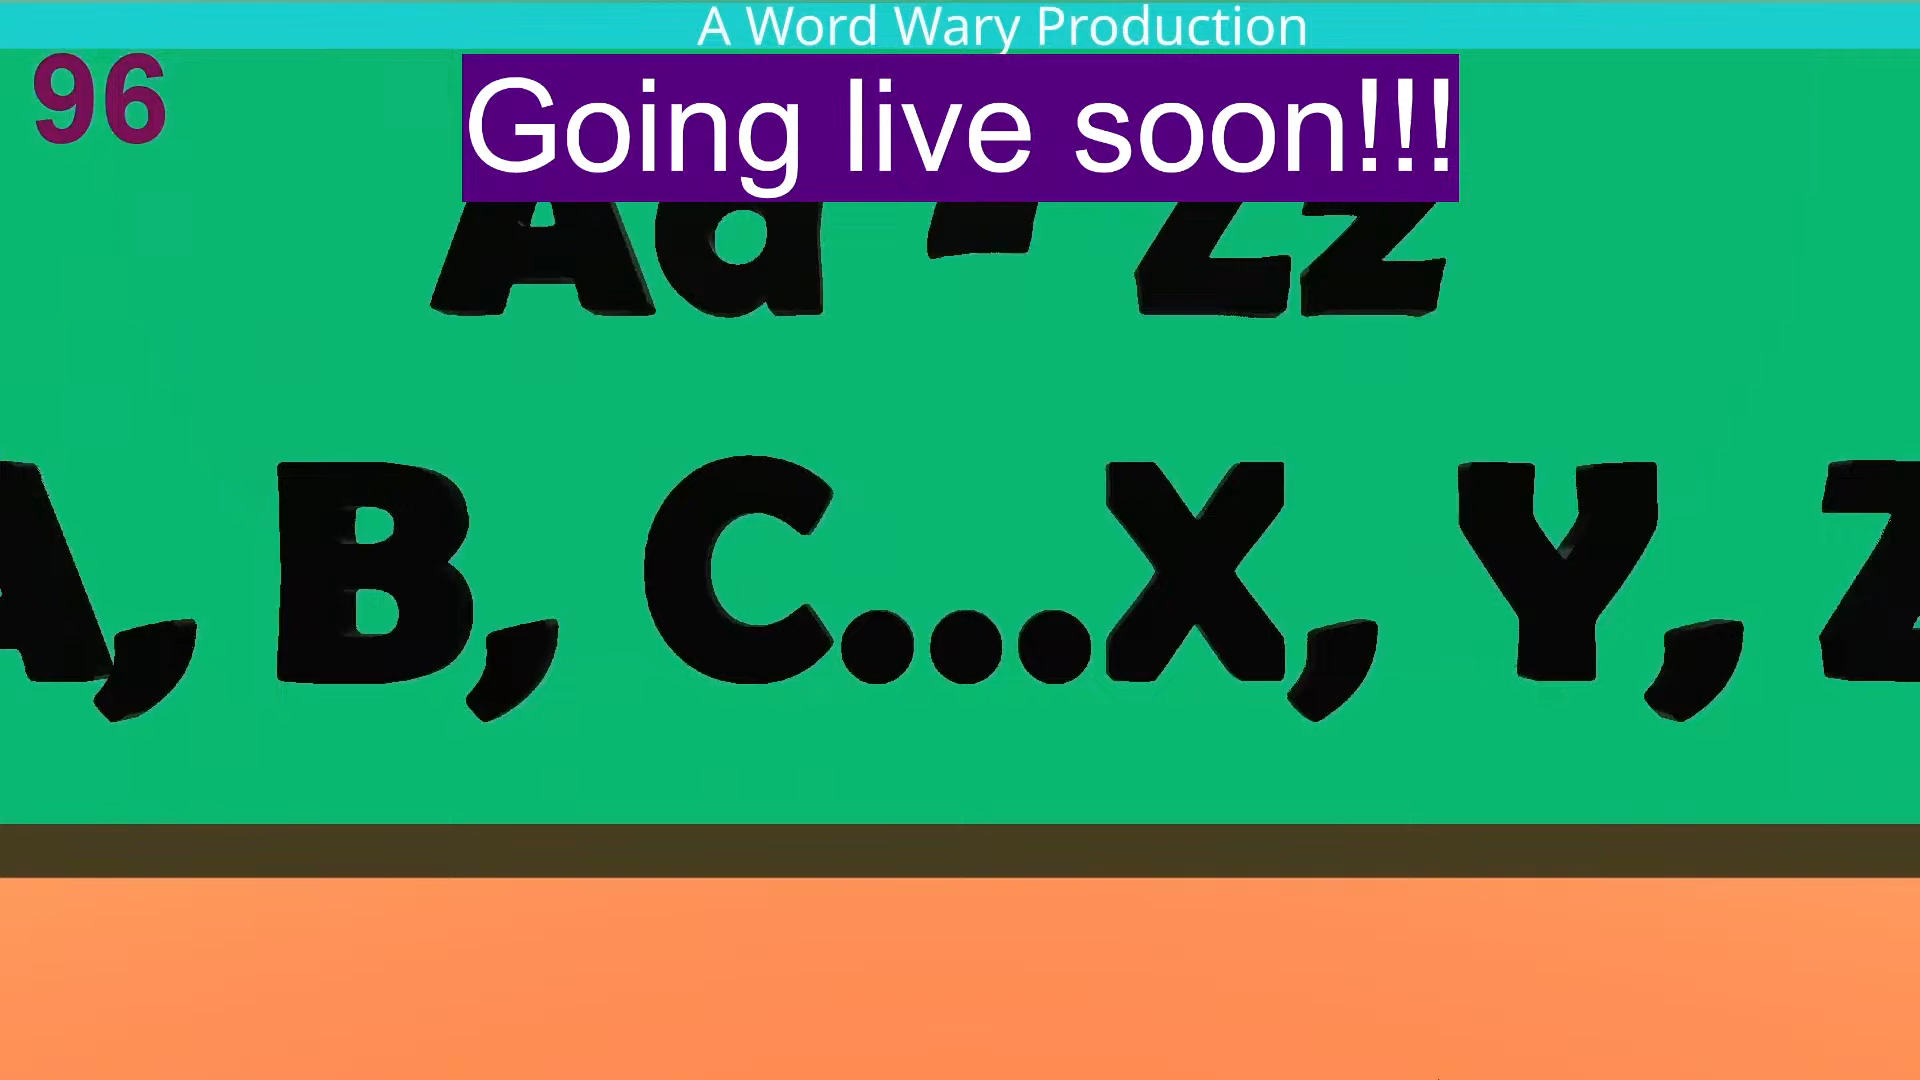 A Word Wary Production
96
Going live soon!!!
Aa - Zz
A, B, C...X, Y, Z